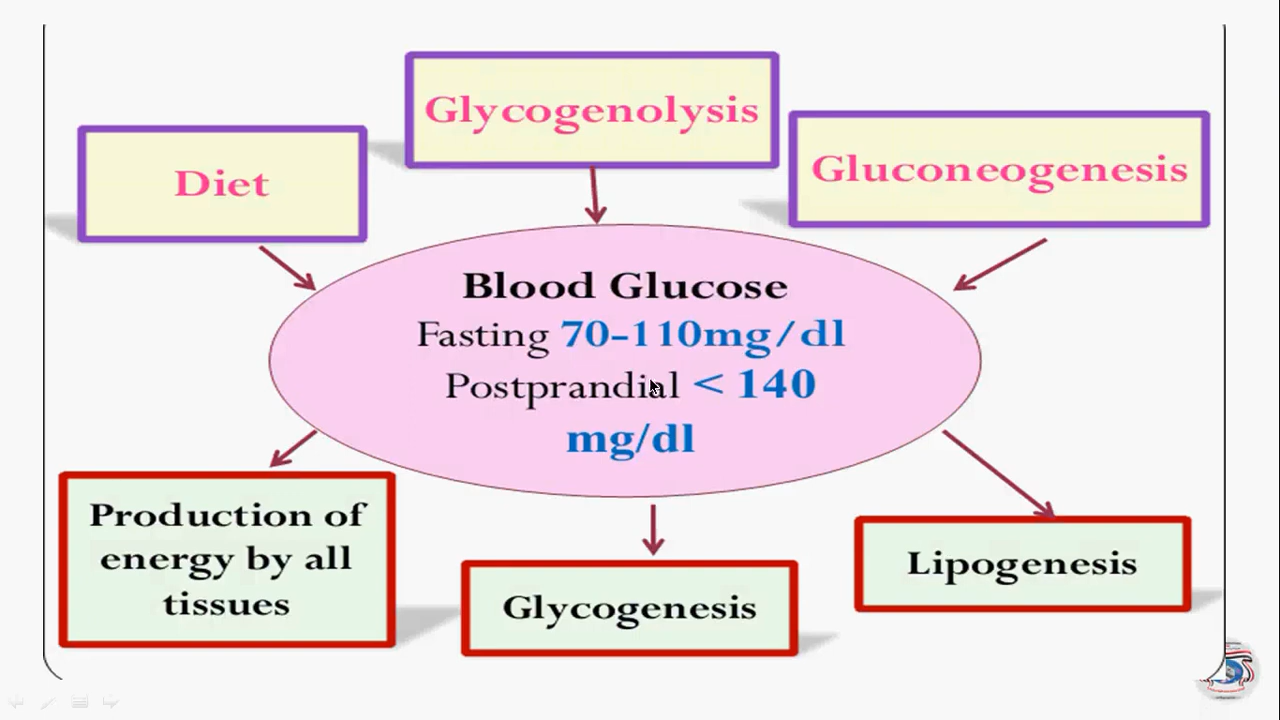 Glycogenolysis
Diet
Gluconeogenesis
Blood Glucose
Fasting 70-110mg/dl
Postprandial < 140
mg/dl
Production of
energy by all
tissues
Glycogenesis
Lipogenesis